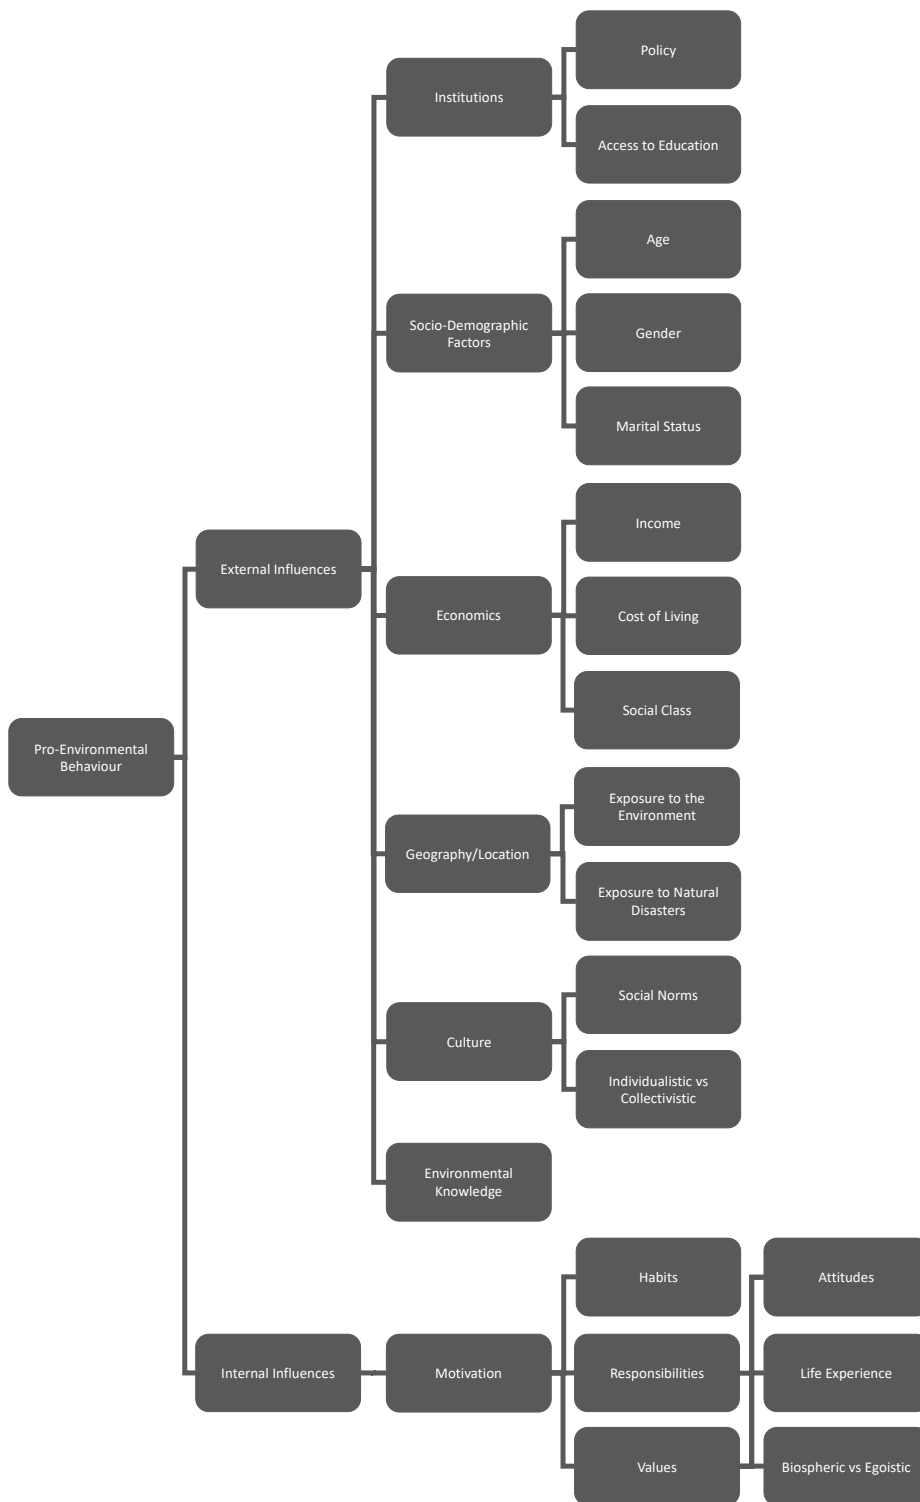 Policy
Institutions
Access to Education
Age
Socio-Demographic
Factors
Gender
Marital Status
Income
External Influences
Economics
Cost of Living
Social Class
Pro-Environmental
Behaviour
Exposure to the
Environment
Geography/Location
Exposure to Natural
Disasters
Social Norms
Culture
Individualistic vs
Collectivistic
Environmental
Knowledge
Habits
Attitudes
Internal Influences
Motivation
Responsibilities
Life Experience
Values
Biospheric vs Egoistic